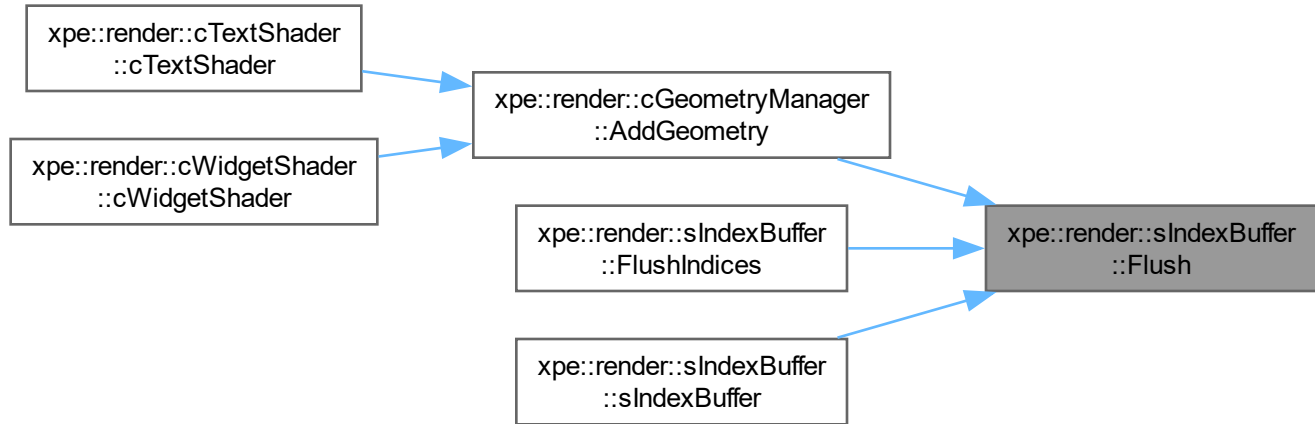 xpe::render::cTextShader
::cTextShader
xpe::render::cWidgetShader
::cWidgetShader
xpe::render::cGeometryManager
::AddGeometry
xpe::render::sIndexBuffer
::FlushIndices
xpe::render::sIndexBuffer
::sIndexBuffer
xpe::render::sIndexBuffer
::Flush